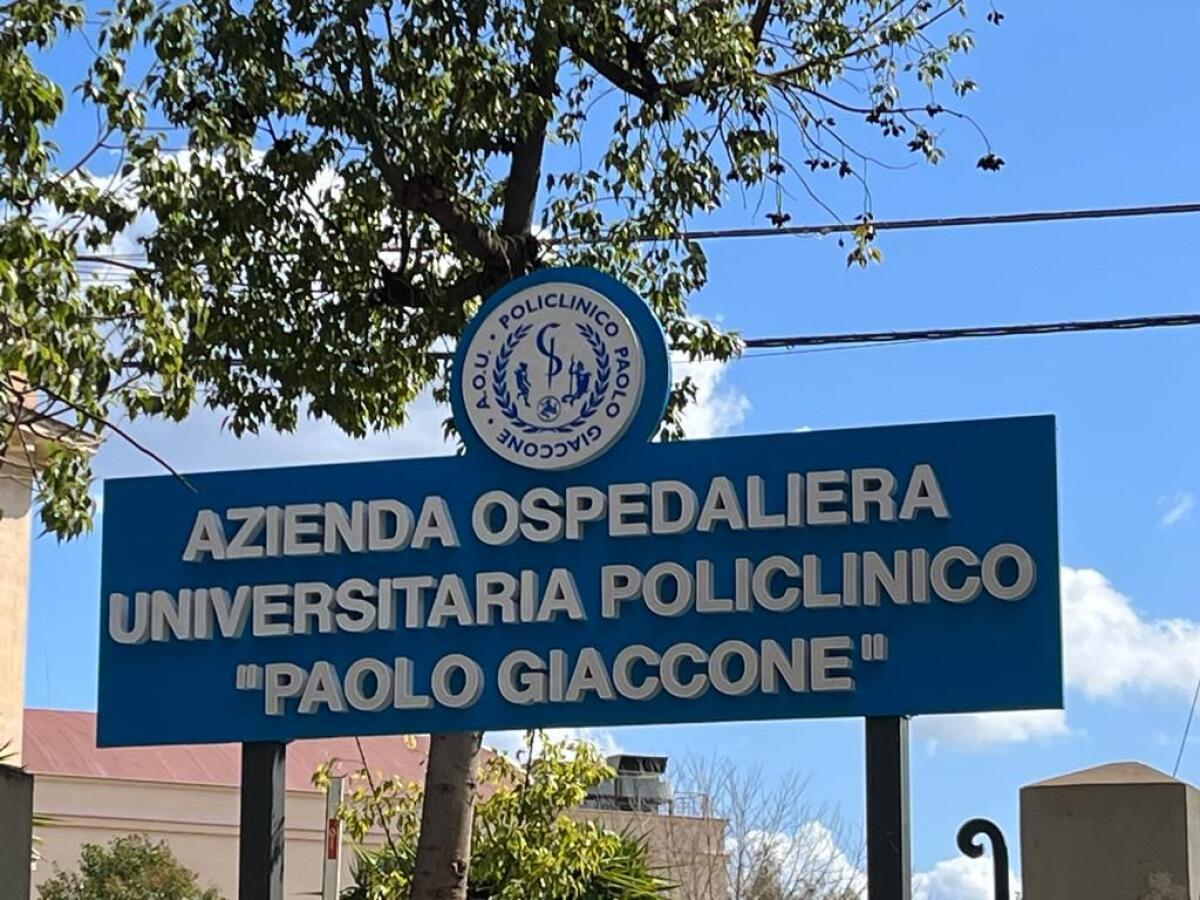 A.O.U. · POLICLINICO PAOLO GIACCONE ·
AZIENDA OSPEDALIERA
UNIVERSITARIA POLICLINICO
"PAOLO GIACCONE"